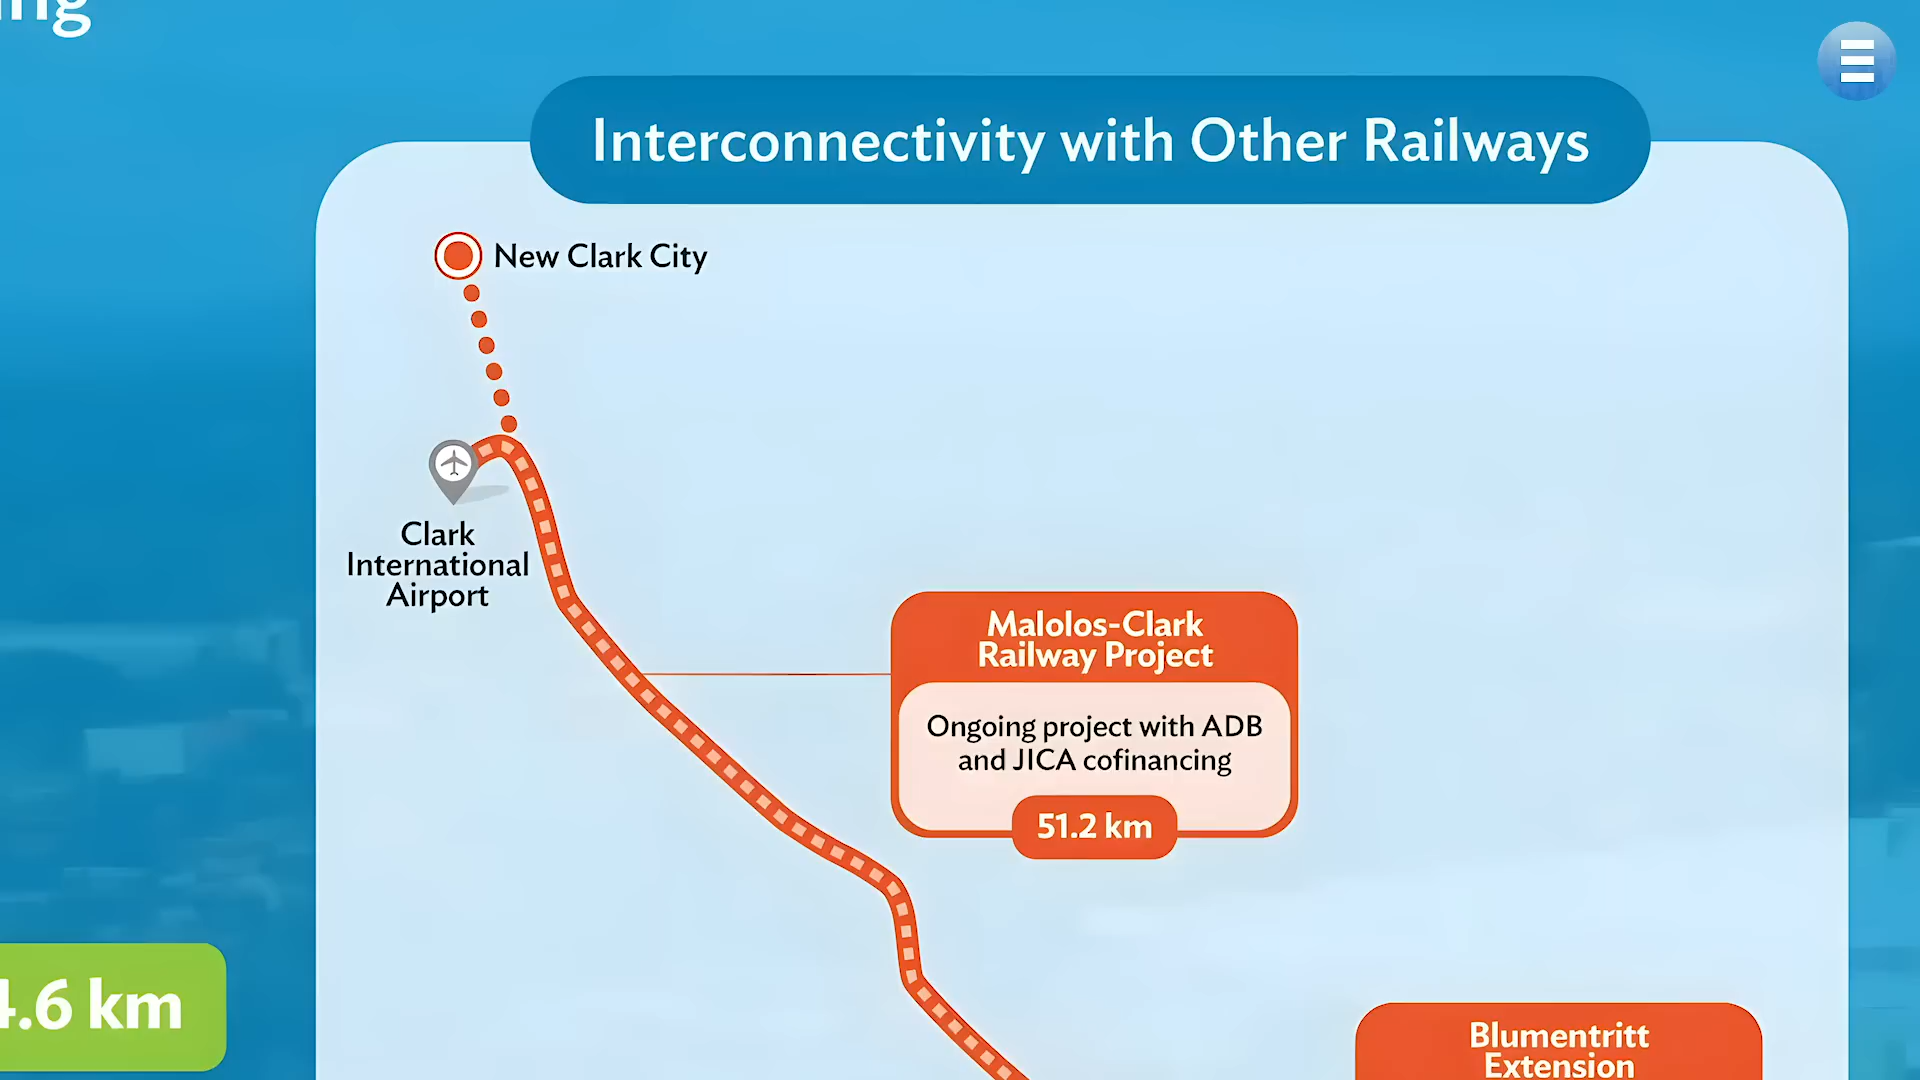 Interconnectivity with Other Railways
New Clark City
Clark
International
Airport
Malolos-Clark
Railway Project
Ongoing project with ADB
and JICA cofinancing
51.2 km
.6 km
Blumentritt
Extension